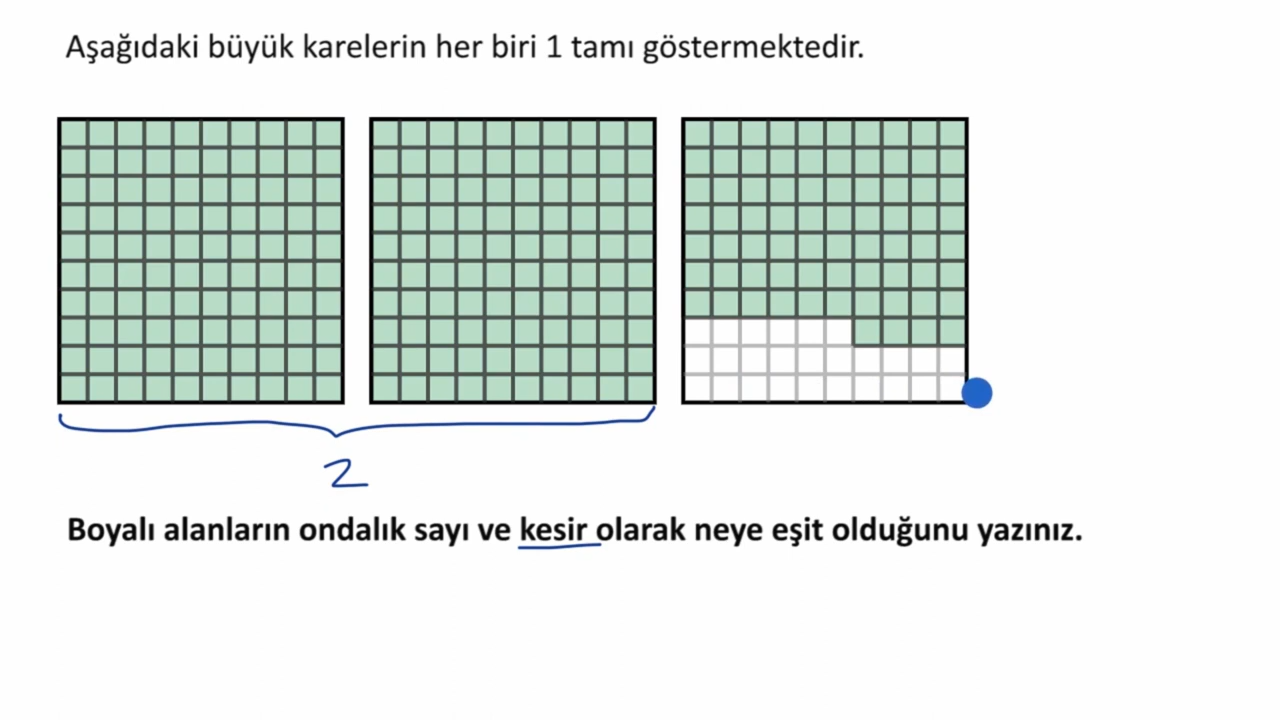 Aşağıdaki büyük karelerin her biri 1 tamı göstermektedir.
2
Boyalı alanların ondalık sayı ve kesir olarak neye eşit olduğunu yazınız.